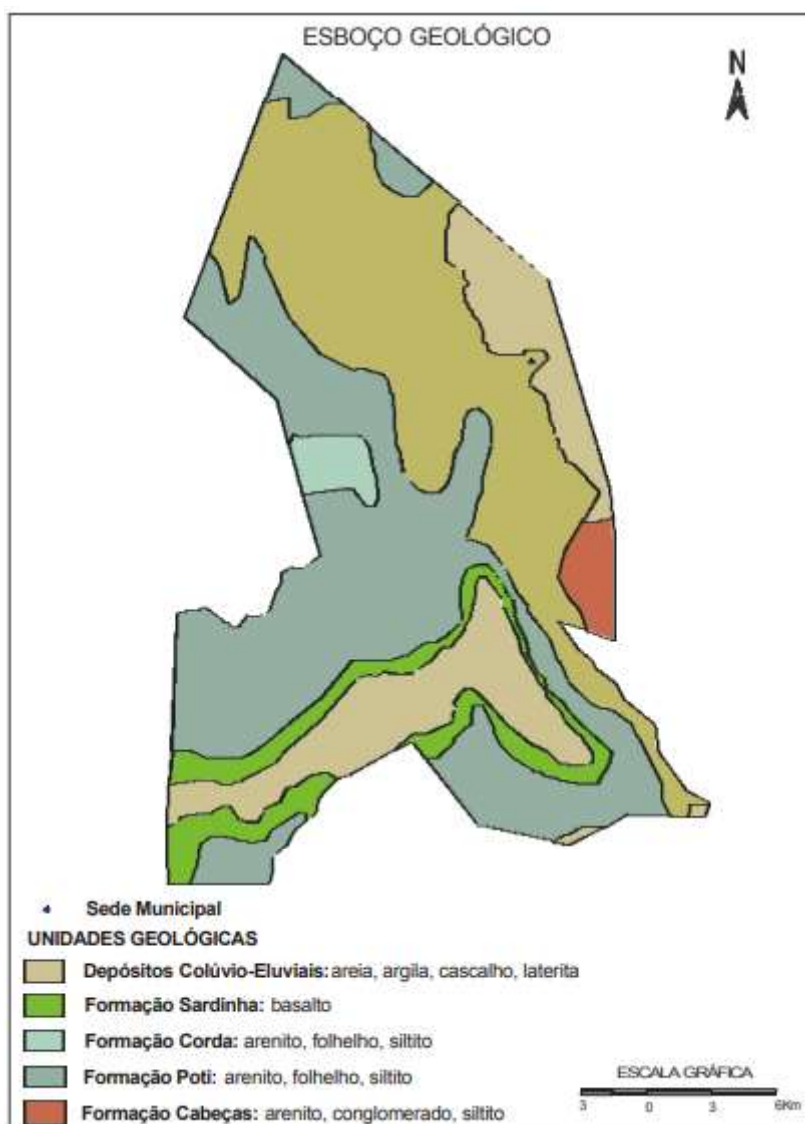 ESBOÇO GEOLÓGICO
N
Sede Municipal
UNIDADES GEOLÓGICAS
Depósitos Colúvio-Eluviais: areia, argila, cascalho, laterita
Formação Sardinha: basalto
Formação Corda: arenito, folhelho, siltito
Formação Poti: arenito, folhelho, siltito
Formação Cabeças: arenito, conglomerado, siltito
ESCALA GRÁFICA
3 0 3 6Km